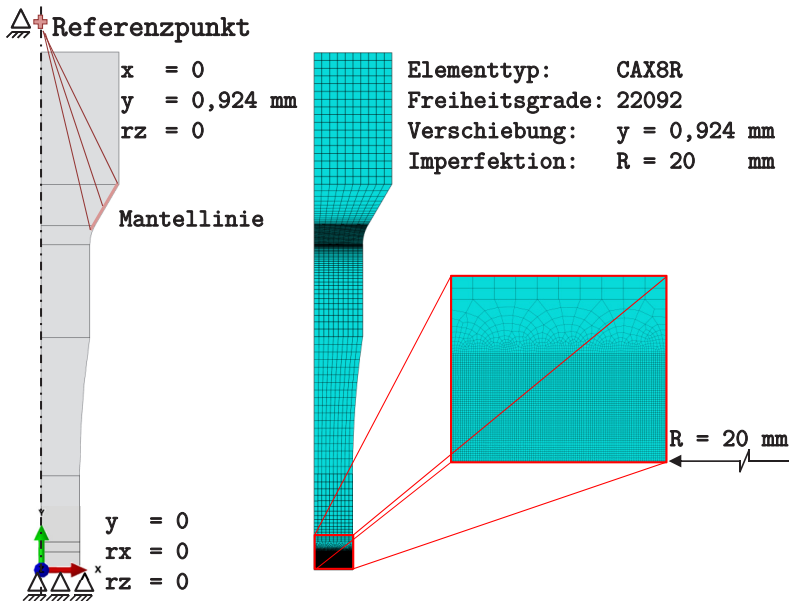 Referenzpunkt
x = 0
y = 0,924 mm
rz = 0
Mantellinie
Elementtyp: CAX8R
Freiheitsgrade: 22092
Verschiebung: y = 0,924 mm
Imperfektion: R = 20 mm
R = 20 mm
Y
x
y = 0
rx = 0
rz = 0